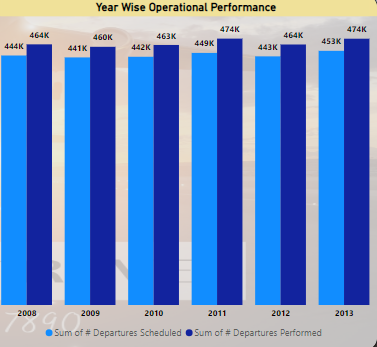 Year Wise Operational Performance
444K 464K 441K 460K 442K 463K 449K 474K 443K 464K 453K 474K
2008 2009 2010 2011 2012 2013
7890
Sum of # Departures Scheduled Sum of # Departures Performed